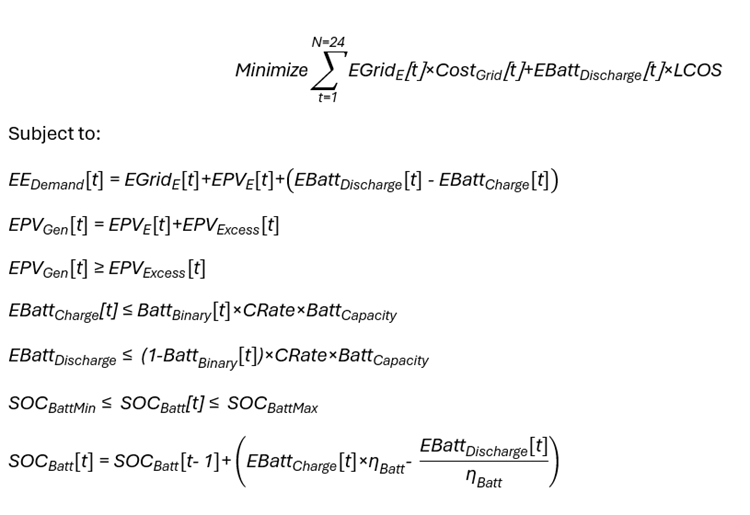 N=24
Minimize ∑ EGrid_E[t]×Cost_Grid[t]+EBatt_Discharge[t]×LCOS
t=1
Subject to:
EE_Demand[t] = EGrid_E[t]+EPV_E[t]+(EBatt_Discharge[t] - EBatt_Charge[t])
EPV_Gen[t] = EPV_E[t]+EPV_Excess[t]
EPV_Gen[t] ≥ EPV_Excess[t]
EBatt_Charge[t] ≤ Batt_Binary[t]×CRate×Batt_Capacity
EBatt_Discharge ≤ (1-Batt_Binary[t])×CRate×Batt_Capacity
SOC_BattMin ≤ SOC_Batt[t] ≤ SOC_BattMax
SOC_Batt[t] = SOC_Batt[t- 1]+(EBatt_Charge[t]×η_Batt- EBatt_Discharge[t] / η_Batt)